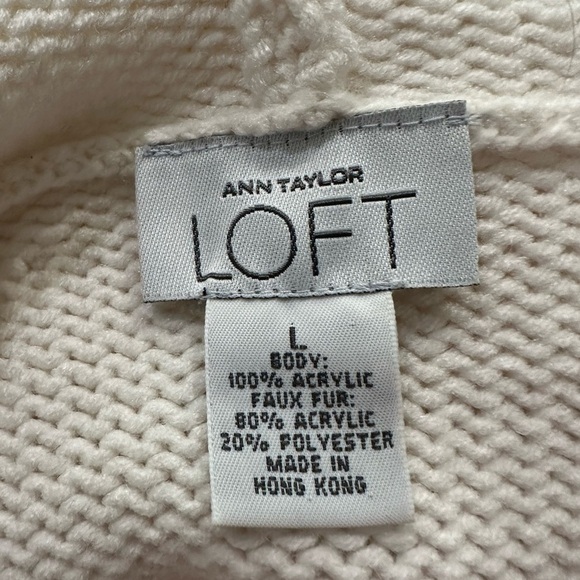 ANN TAYLOR
LOFT
L
BODY:
100% ACRYLIC
FAUX FUR:
80% ACRYLIC
20% POLYESTER
MADE IN
HONG KONG